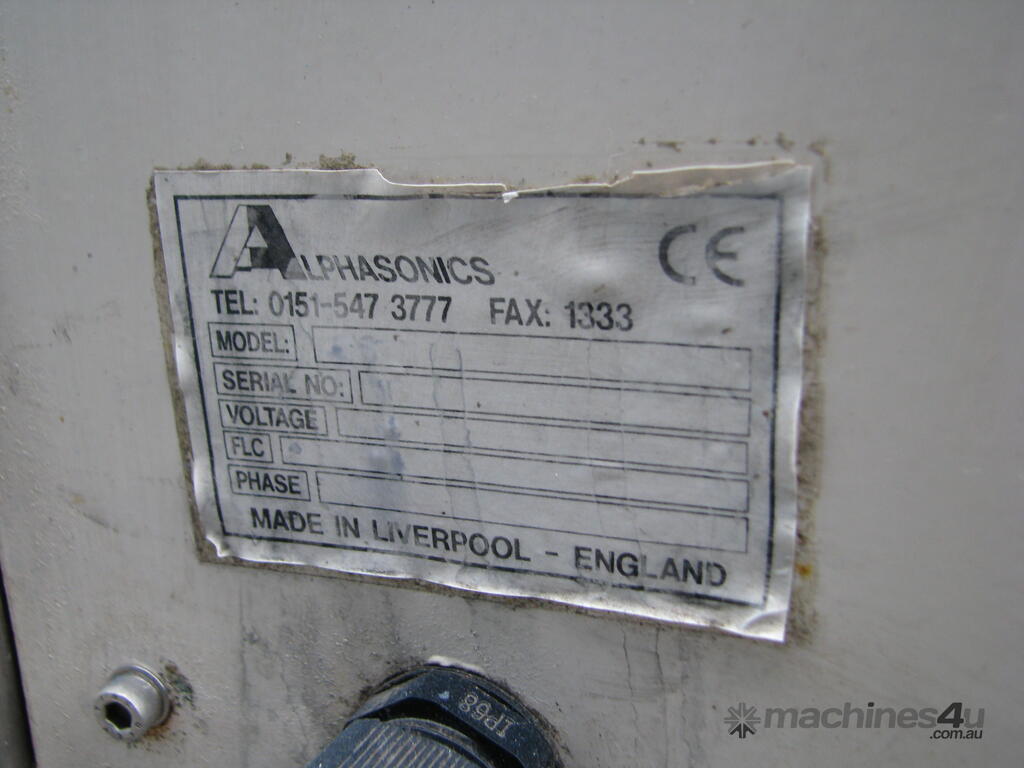 ALPHASONICS
CE
TEL: 0151-547 3777 FAX: 1333
MODEL:
SERIAL NO:
VOLTAGE
FLC
PHASE
MADE IN LIVERPOOL - ENGLAND
IP68
machines4u
.com.au